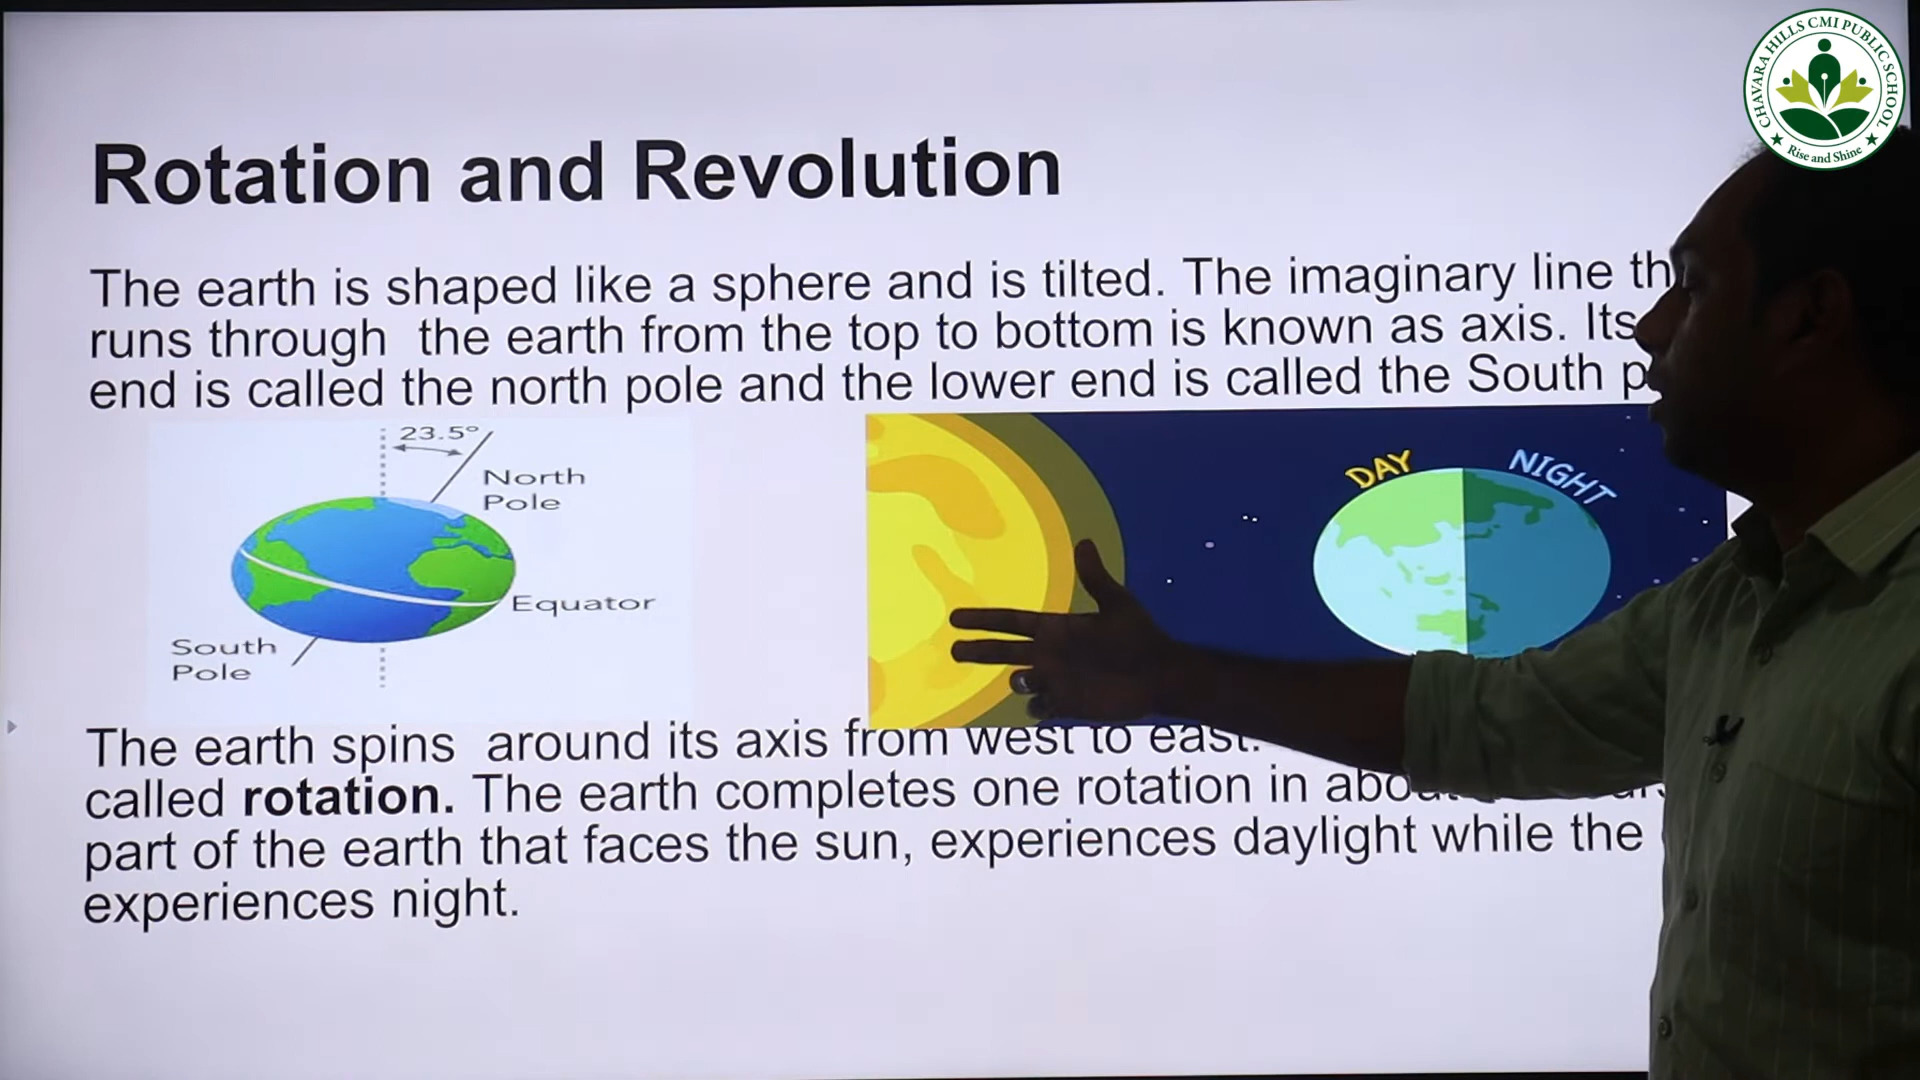 CHAVARA HILLS CMI PUBLIC SCHOOL
Rise and Shine
Rotation and Revolution
The earth is shaped like a sphere and is tilted. The imaginary line
runs through the earth from the top to bottom is known as axis. Its
end is called the north pole and the lower end is called the South
23.5°
North
Pole
Equator
South
Pole
DAY
NIGHT
The earth spins around its axis from west to east.
called rotation. The earth completes one rotation in
part of the earth that faces the sun, experiences daylight while the
experiences night.